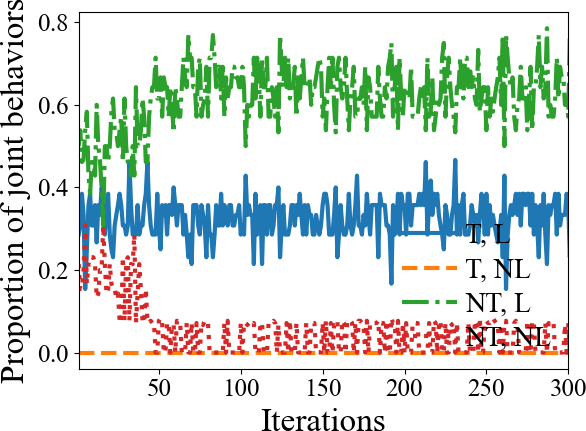 Proportion of joint behaviors
0.8
0.6
0.4
0.2
0.0
T, L
T, NL
NT, L
NT, NL
50
100
150
200
250
300
Iterations